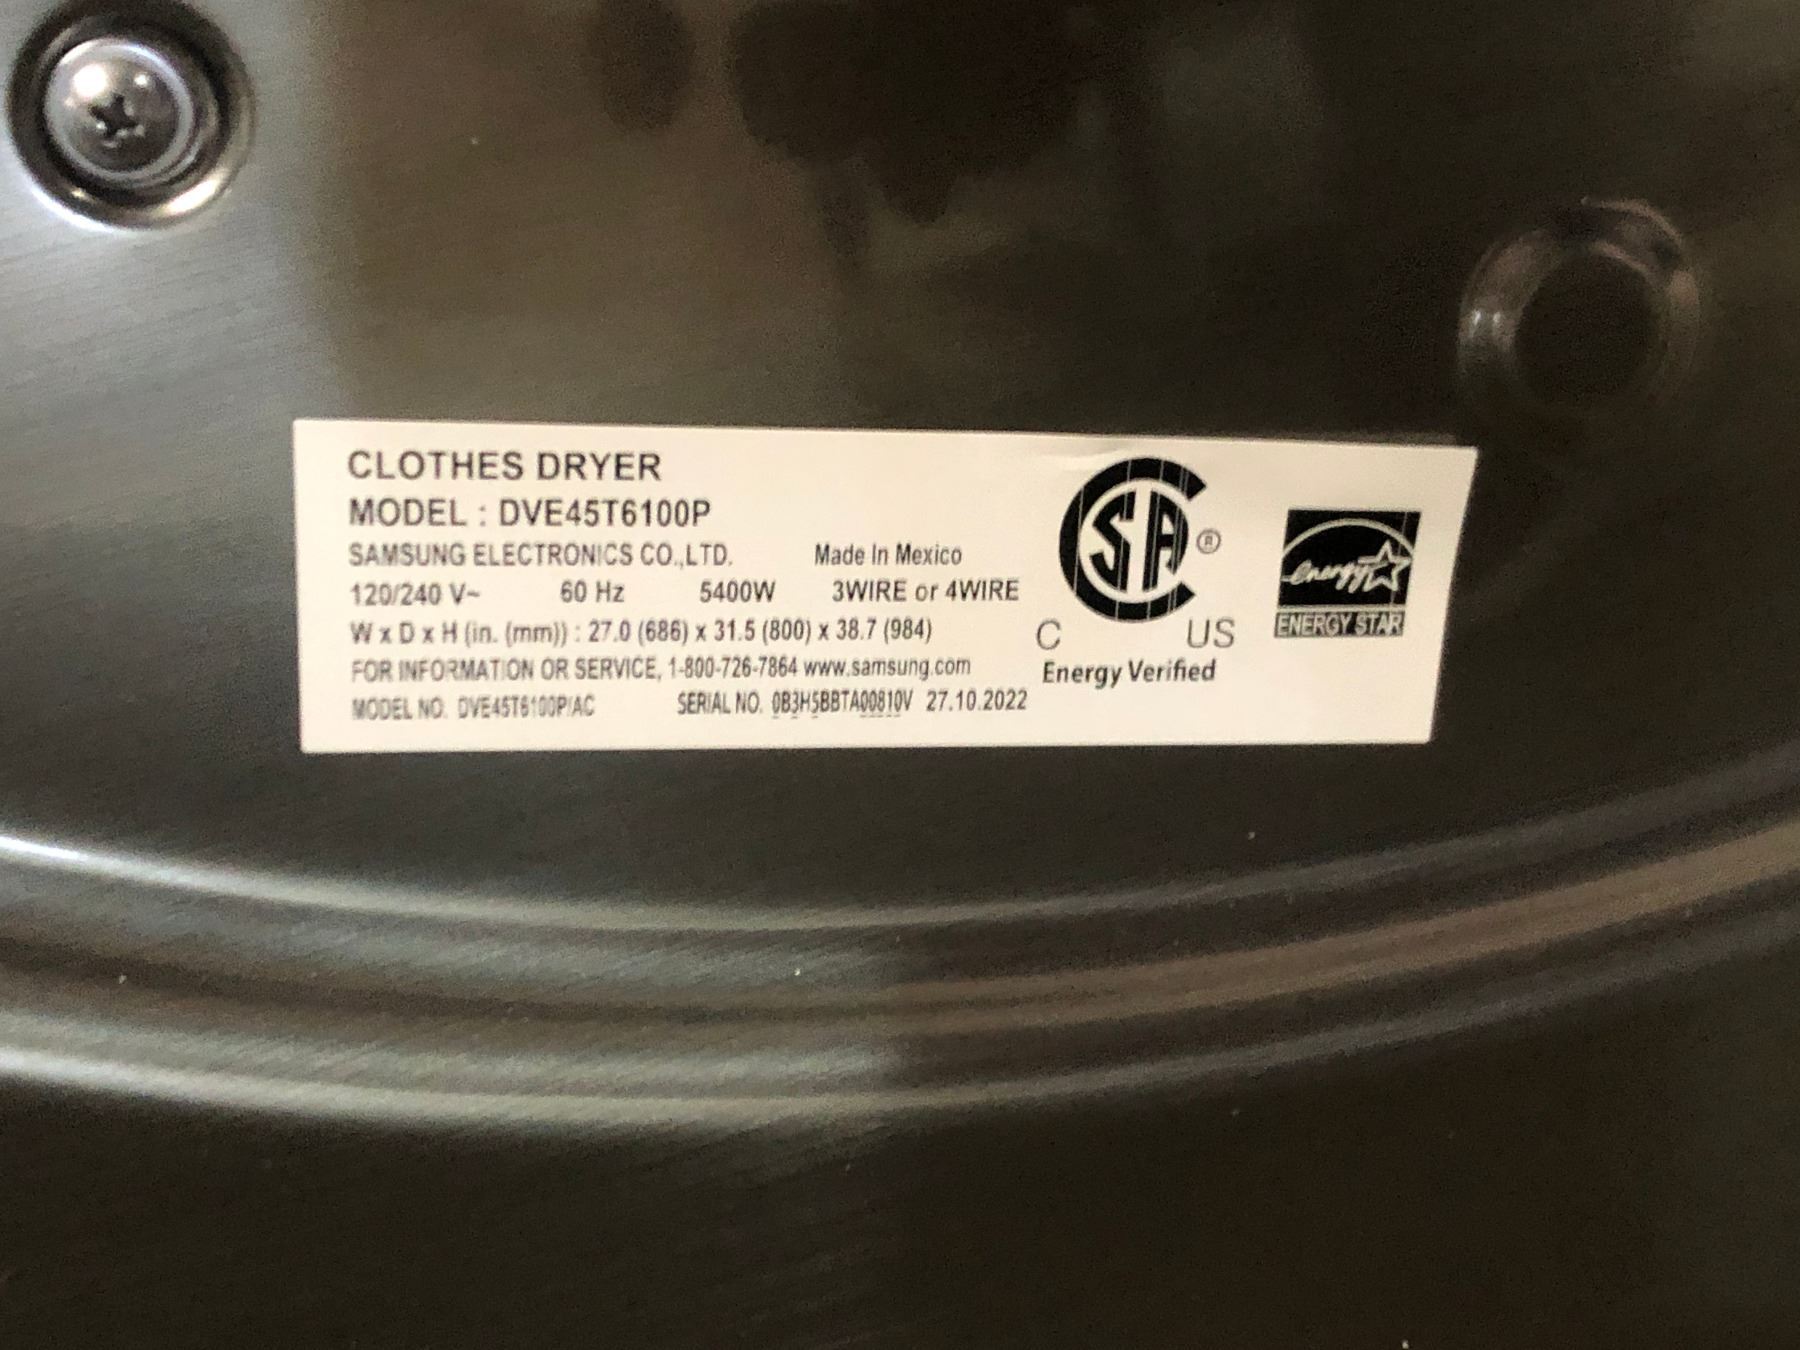 CLOTHES DRYER
MODEL : DVE45T6100P
SAMSUNG ELECTRONICS CO.,LTD. Made In Mexico
120/240 V~ 60 Hz 5400W 3WIRE or 4WIRE
W x D x H (in. (mm)) : 27.0 (686) x 31.5 (800) x 38.7 (984)
FOR INFORMATION OR SERVICE, 1-800-726-7864 www.samsung.com
MODEL NO. DVE45T6100P/AC SERIAL NO. 0B3H5BBTA00810V 27.10.2022
CSA ®
C US
Energy Verified
energy
ENERGY STAR